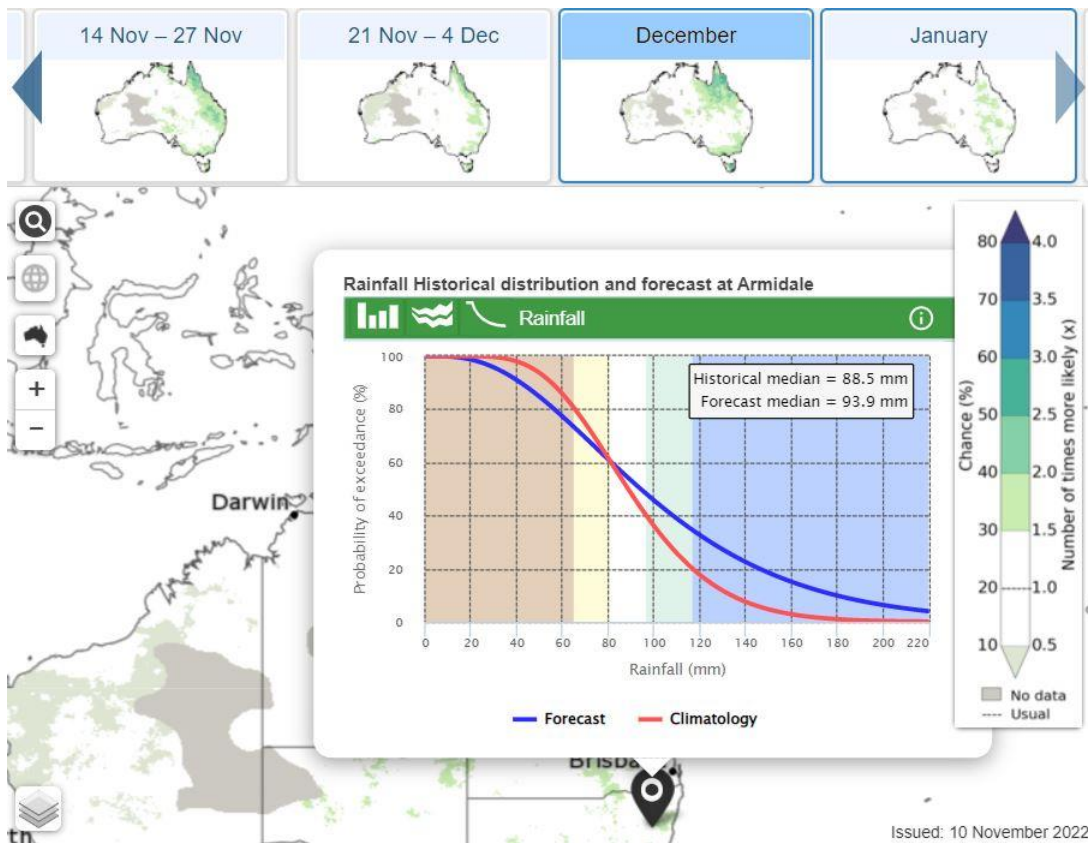 14 Nov – 27 Nov
21 Nov – 4 Dec
December
January
Rainfall Historical distribution and forecast at Armidale
Rainfall
Historical median = 88.5 mm
Forecast median = 93.9 mm
Probability of exceedance (%)
100
80
60
40
20
0
0 20 40 60 80 100 120 140 160 180 200 220
Rainfall (mm)
Forecast
Climatology
Chance (%)
Number of times more likely (x)
80 4.0
70 3.5
60 3.0
50 2.5
40 2.0
30 1.5
20 1.0
10 0.5
No data
Usual
+
−
Darwin
Issued: 10 November 2022